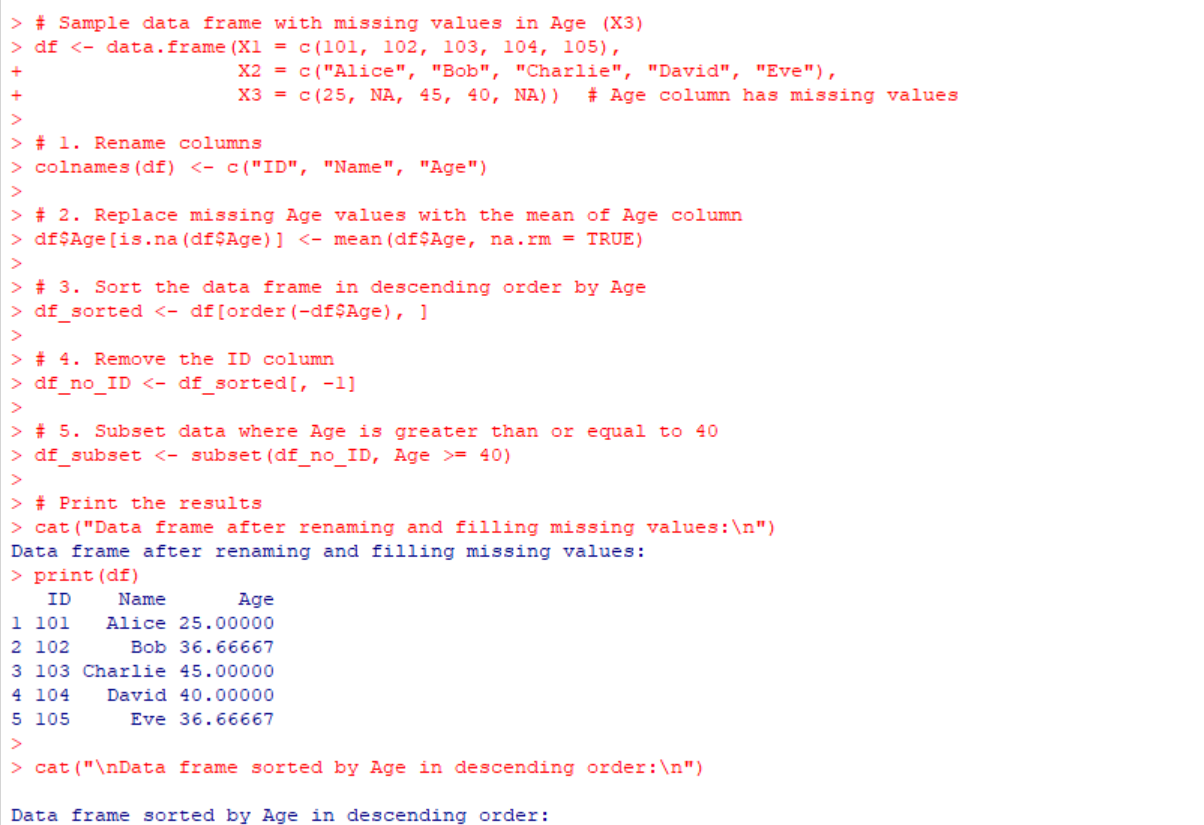 > # Sample data frame with missing values in Age (X3)
> df <- data.frame(X1 = c(101, 102, 103, 104, 105),
+                  X2 = c("Alice", "Bob", "Charlie", "David", "Eve"),
+                  X3 = c(25, NA, 45, 40, NA))  # Age column has missing values
>
> # 1. Rename columns
> colnames(df) <- c("ID", "Name", "Age")
>
> # 2. Replace missing Age values with the mean of Age column
> df$Age[is.na(df$Age)] <- mean(df$Age, na.rm = TRUE)
>
> # 3. Sort the data frame in descending order by Age
> df_sorted <- df[order(-df$Age), ]
>
> # 4. Remove the ID column
> df_no_ID <- df_sorted[, -1]
>
> # 5. Subset data where Age is greater than or equal to 40
> df_subset <- subset(df_no_ID, Age >= 40)
>
> # Print the results
> cat("Data frame after renaming and filling missing values:\n")
Data frame after renaming and filling missing values:
> print(df)
   ID    Name      Age
1 101   Alice 25.00000
2 102     Bob 36.66667
3 103 Charlie 45.00000
4 104   David 40.00000
5 105     Eve 36.66667
>
> cat("\nData frame sorted by Age in descending order:\n")

Data frame sorted by Age in descending order: